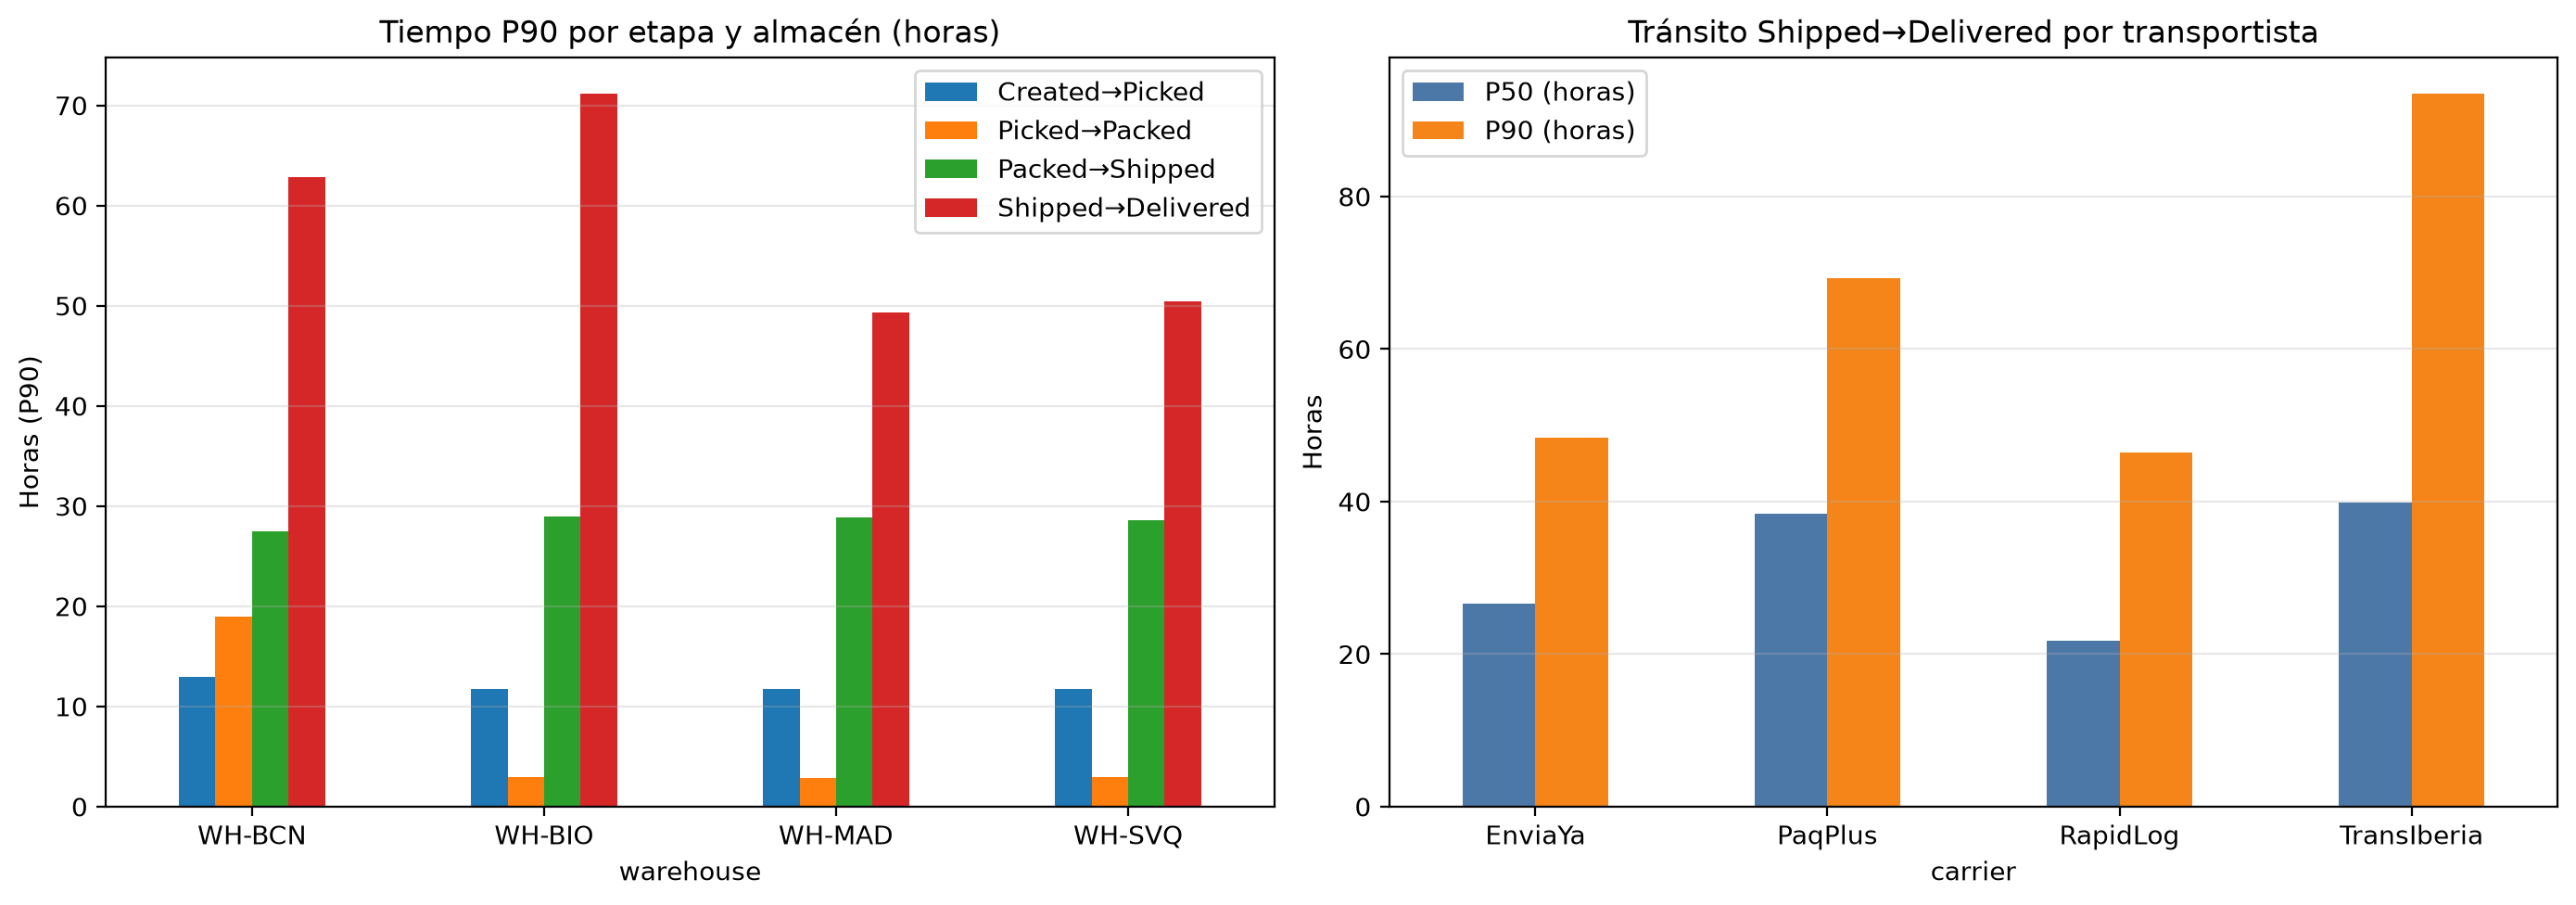 Tiempo P90 por etapa y almacén (horas)
Horas (P90)
70
60
50
40
30
20
10
0
Created→Picked
Picked→Packed
Packed→Shipped
Shipped→Delivered
WH-BCN
WH-BIO
WH-MAD
WH-SVQ
warehouse
Tránsito Shipped→Delivered por transportista
Horas
80
60
40
20
0
P50 (horas)
P90 (horas)
EnviaYa
PaqPlus
RapidLog
TransIberia
carrier